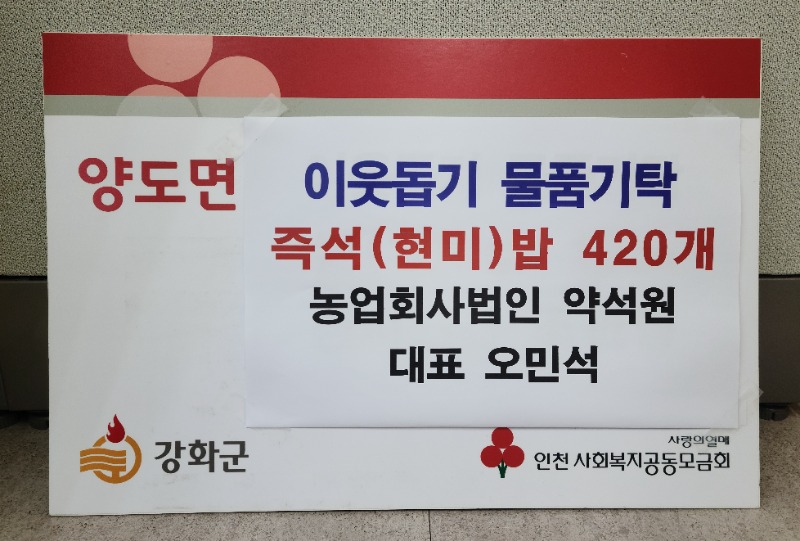 양도면
이웃돕기 물품기탁
즉석(현미)밥 420개
농업회사법인 약석원
대표 오민석
강화군
사랑의열매
인천 사회복지공동모금회